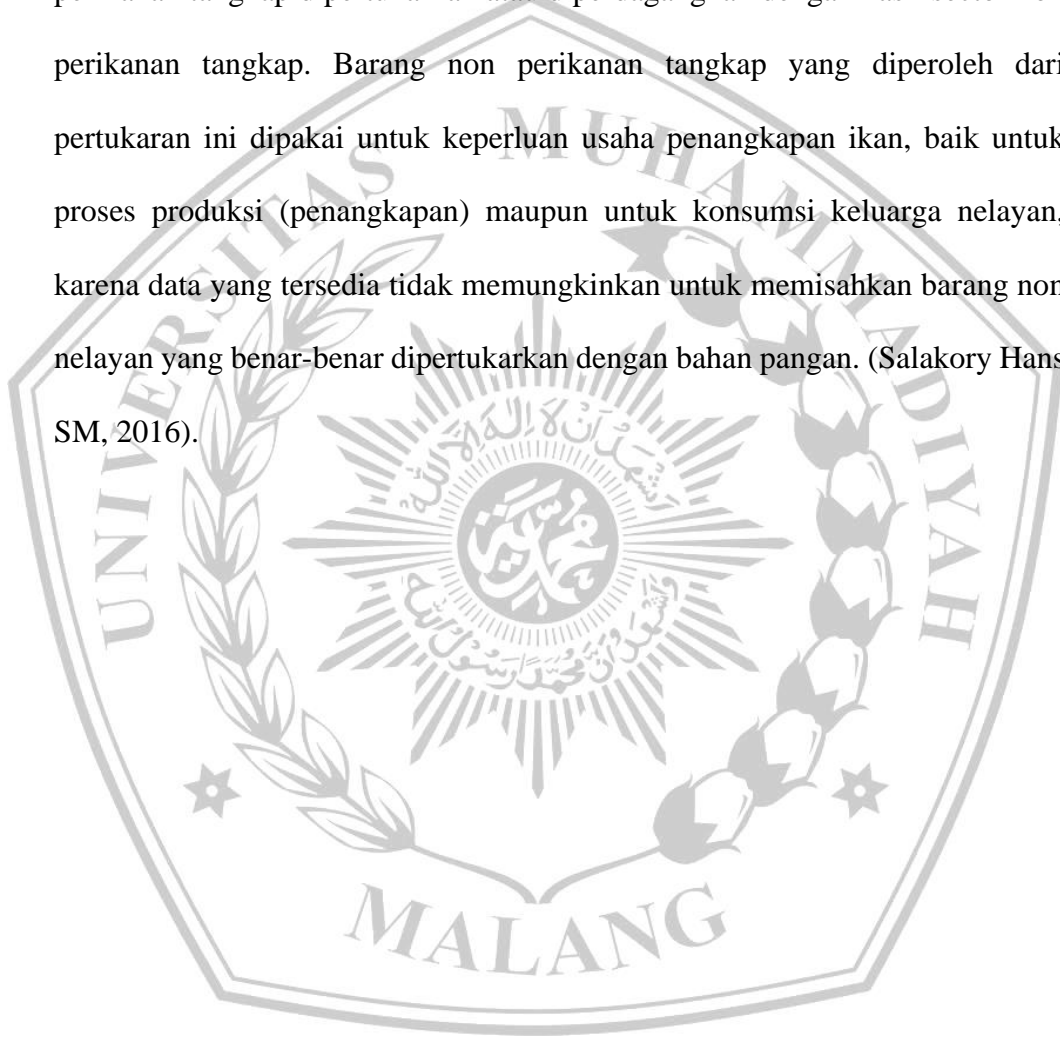 perikanan tangkap. Barang non perikanan tangkap yang diperoleh dari
pertukaran ini dipakai untuk keperluan usaha penangkapan ikan, baik untuk
proses produksi (penangkapan) maupun untuk konsumsi keluarga nelayan,
karena data yang tersedia tidak memungkinkan untuk memisahkan barang non
nelayan yang benar-benar dipertukarkan dengan bahan pangan. (Salakory Hans
SM, 2016).
UNIVERSITAS MUHAMMADIYAH
MALANG